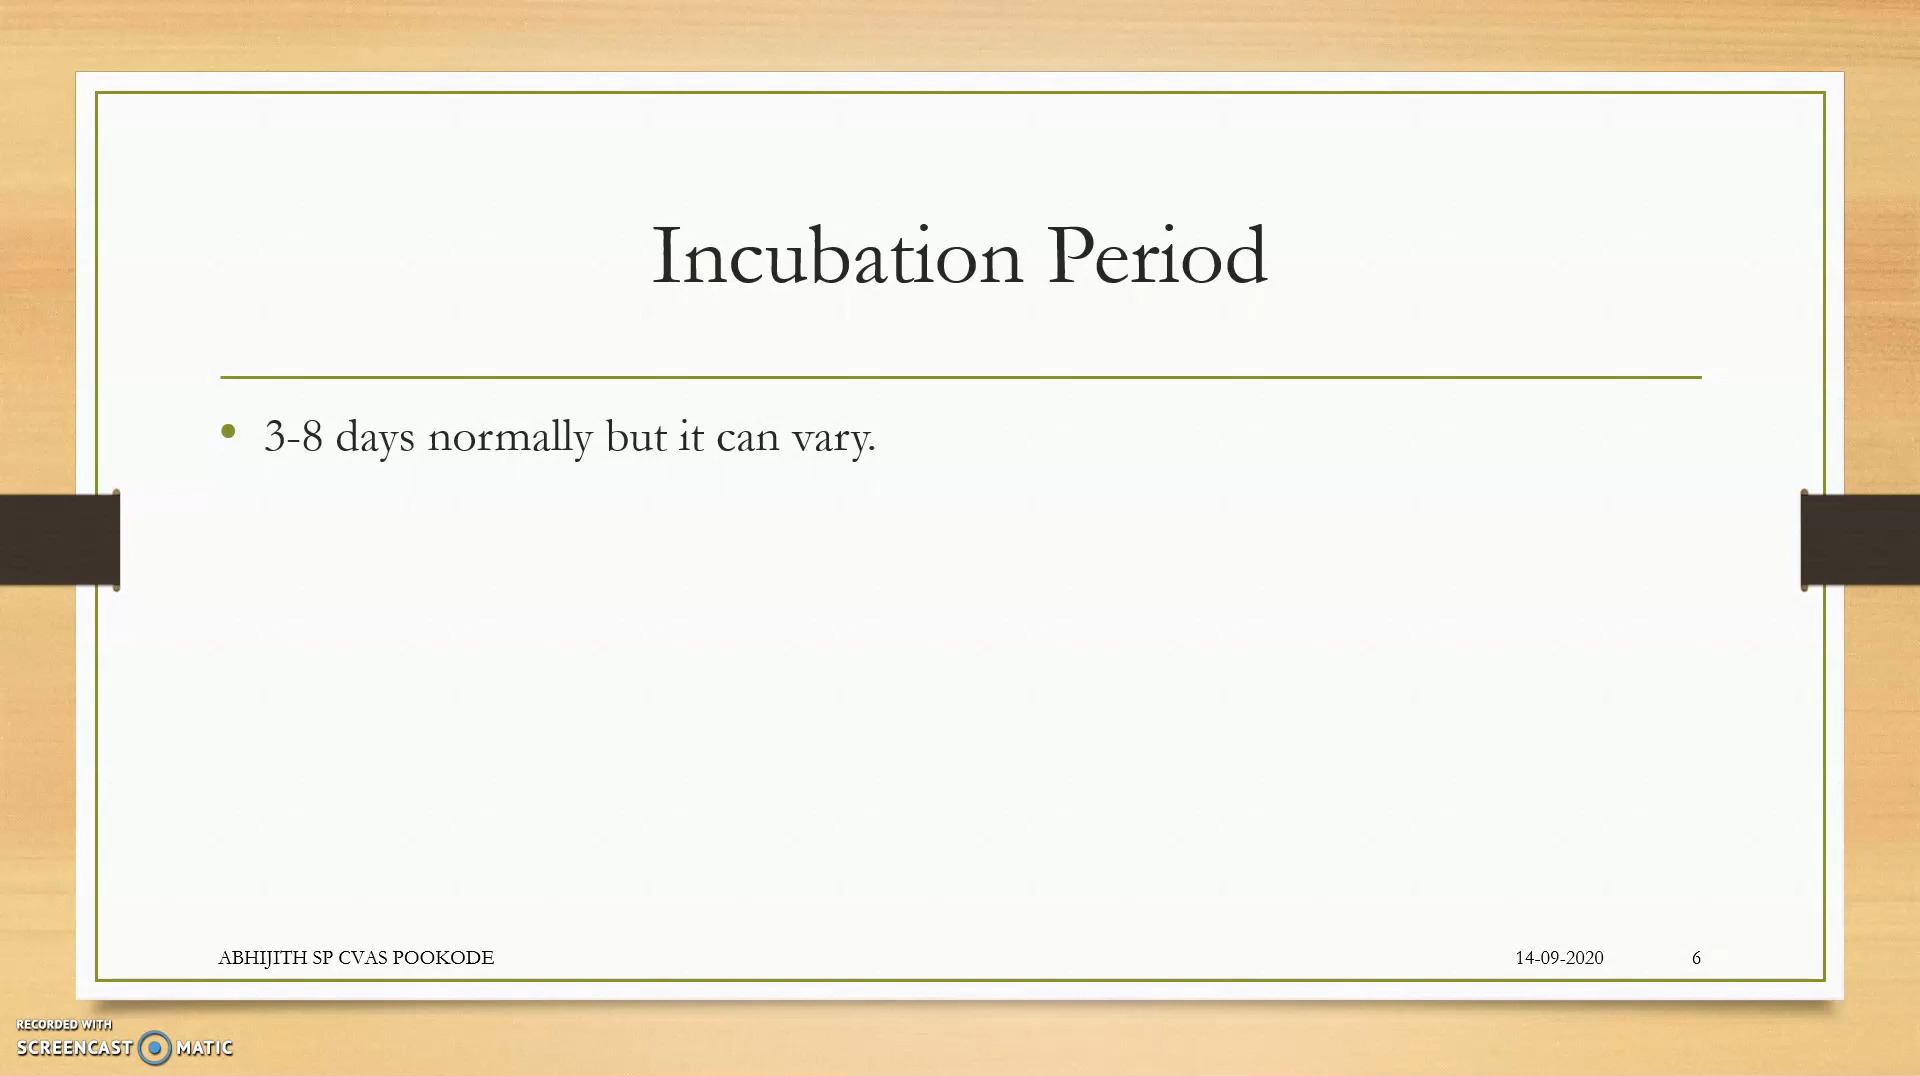 Incubation Period
• 3-8 days normally but it can vary.
ABHIJITH SP CVAS POOKODE 14-09-2020 6
RECORDED WITH
SCREENCAST MATIC